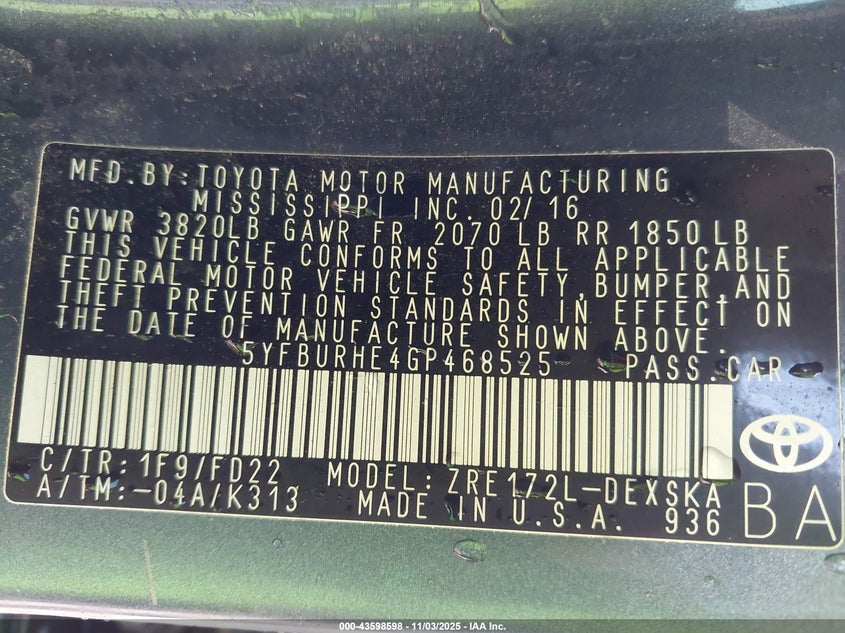 MFD.BY:TOYOTA MOTOR MANUFACTURING
MISSISSIPPI INC. 02/16
GVWR 3820LB GAWR FR 2070 LB RR 1850 LB
THIS VEHICLE CONFORMS TO ALL APPLICABLE
FEDERAL MOTOR VEHICLE SAFETY,BUMPER,AND
THEFT PREVENTION STANDARDS IN EFFECT ON
THE DATE OF MANUFACTURE SHOWN ABOVE.
5YFBURHE4GP468525 PASS.CAR
C/TR: 1F9/FD22 MODEL: ZRE172L-DEXSKA
A/TM:-04A/K313 MADE IN U.S.A. 936 BA
000-43598598 - 11/03/2025 - IAA Inc.